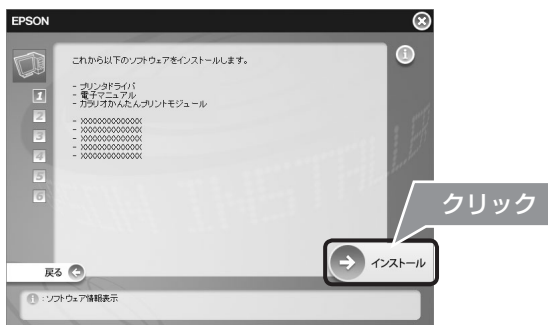 EPSON
これから以下のソフトウェアをインストールします。
- プリンタドライバ
- 電子マニュアル
- カラリオかんたんプリントモジュール
- XXXXXXXXXXXXX
- XXXXXXXXXXXXX
- XXXXXXXXXXXXX
- XXXXXXXXXXXXX
1
2
3
4
5
6
EPSON INSTALLER
クリック
インストール
戻る
i : ソフトウェア情報表示